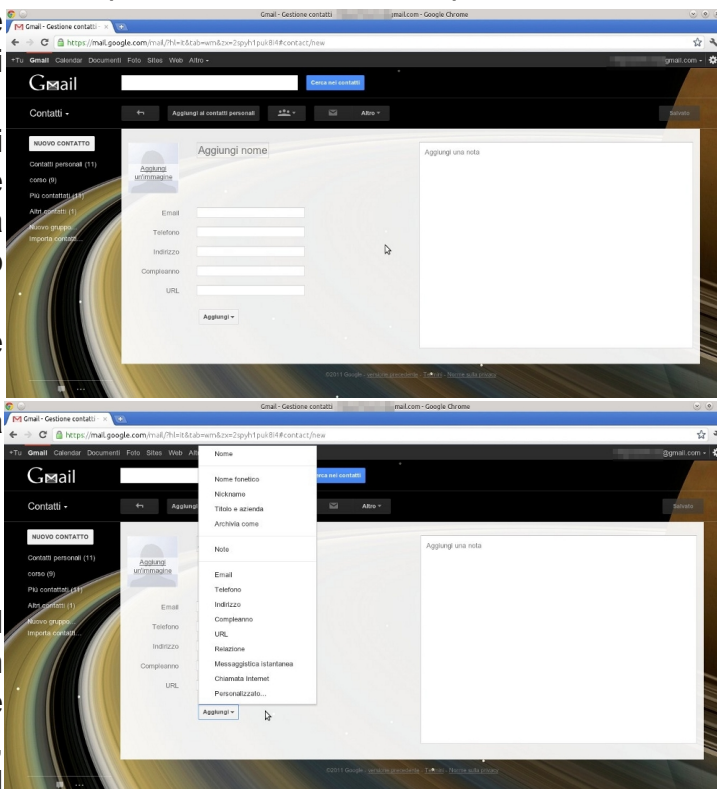 Gmail - Gestione contatti mail.com - Google Chrome
Gmail - Gestione contatti - ×
https://mail.google.com/mail/?hl=it&tab=wm&zx=2spyh1puk8l4#contact/new
+Tu Gmail Calendar Documenti Foto Sites Web Altro gmail.com
Gmail Cerca nei contatti
Contatti Aggiungi ai contatti personali Altro Salvato
NUOVO CONTATTO
Contatti personali (11)
corso (9)
Più contattati (11)
Altri contatti (1)
Nuovo gruppo...
Importa contatti...
Aggiungi un'immagine
Aggiungi nome
Email
Telefono
Indirizzo
Compleanno
URL
Aggiungi
Aggiungi una nota
©2011 Google - versione precedente - Termini - Norme sulla privacy
Gmail - Gestione contatti mail.com - Google Chrome
Gmail - Gestione contatti - ×
https://mail.google.com/mail/?hl=it&tab=wm&zx=2spyh1puk8l4#contact/new
+Tu Gmail Calendar Documenti Foto Sites Web @gmail.com
Gmail
Contatti Altro Salvato
NUOVO CONTATTO
Contatti personali (11)
corso (9)
Più contattati (11)
Altri contatti (1)
Nuovo gruppo...
Importa contatti...
Aggiungi
un'immagine
Email
Telefono
Indirizzo
Compleanno
URL
Nome
Nome fonetico
Nickname
Titolo e azienda
Archivia come
Note
Email
Telefono
Indirizzo
Compleanno
URL
Relazione
Messaggistica istantanea
Chiamata Internet
Personalizzato...
Aggiungi
Aggiungi una nota
©2011 Google - versione precedente - Termini - Norme sulla privacy